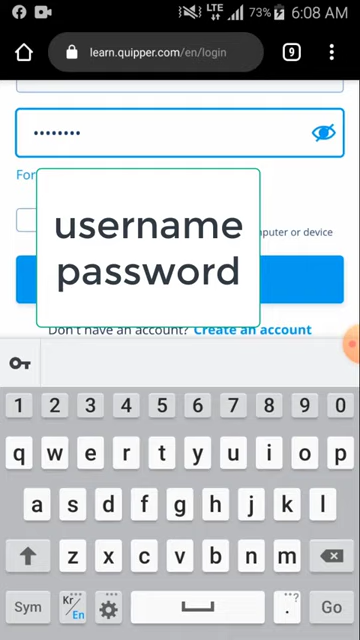 LTE 73% 6:08 AM
learn.quipper.com/en/login 9
••••••••
For
username
password
mputer or device
Don't have an account? Create an account
1 2 3 4 5 6 7 8 9 0
q w e r t y u i o p
a s d f g h j k l
z x c v b n m
Sym Kr/En . ...? Go